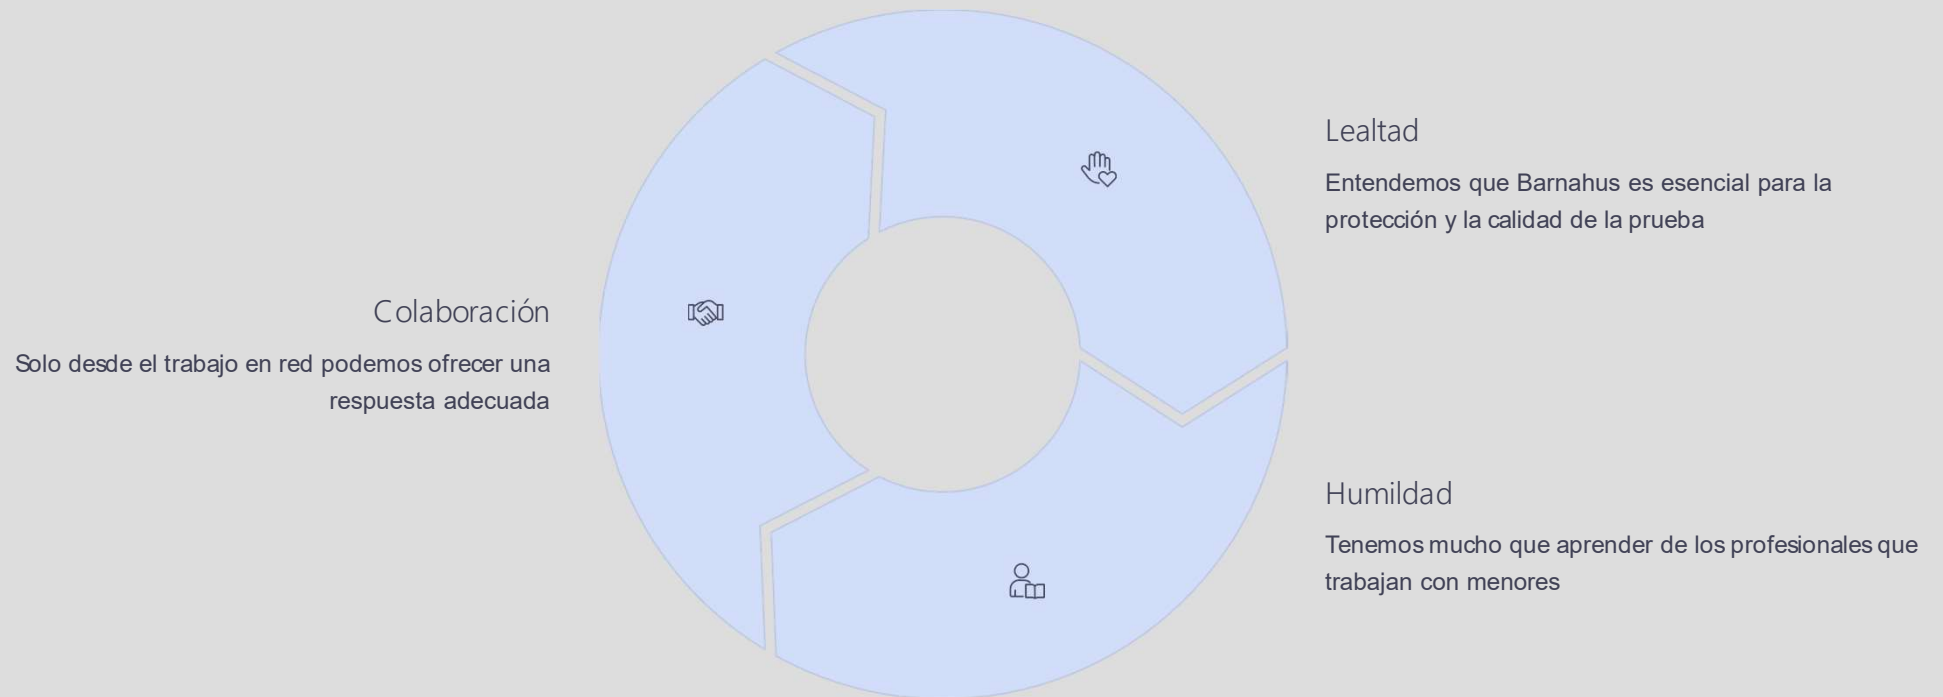 Lealtad
Entendemos que Barnahus es esencial para la
protección y la calidad de la prueba
Colaboración
Solo desde el trabajo en red podemos ofrecer una
respuesta adecuada
Humildad
Tenemos mucho que aprender de los profesionales que
trabajan con menores